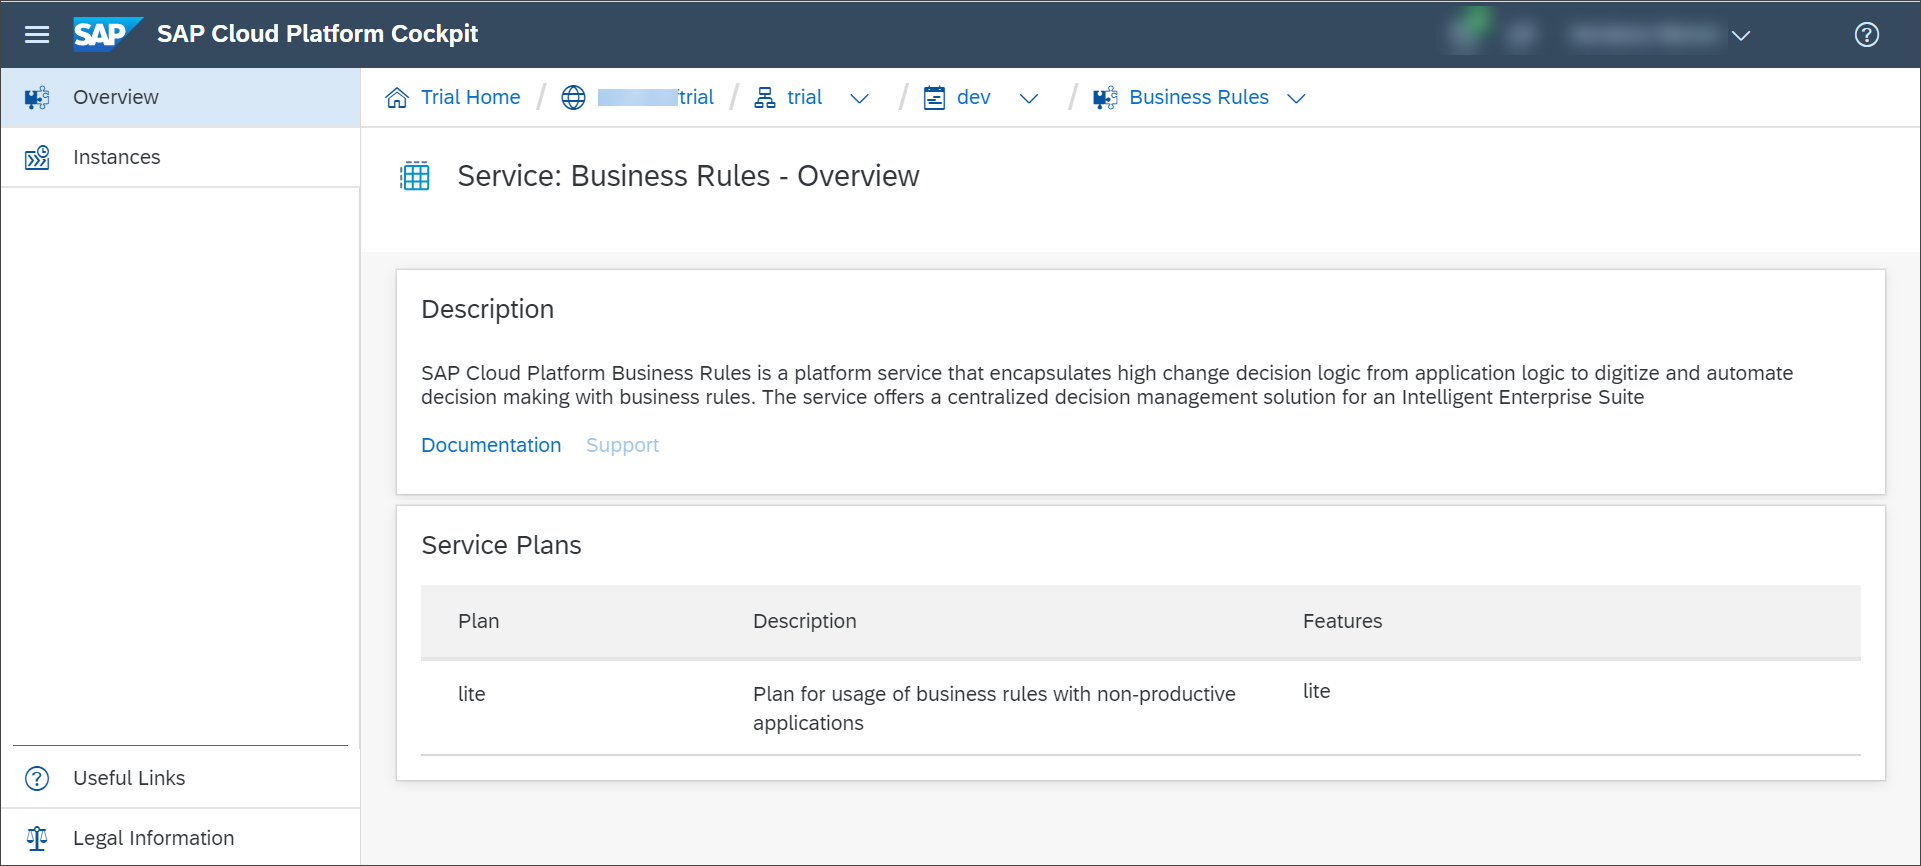 SAP SAP Cloud Platform Cockpit
Overview
Instances
Trial Home / trial / trial / dev / Business Rules
Service: Business Rules - Overview
Description
SAP Cloud Platform Business Rules is a platform service that encapsulates high change decision logic from application logic to digitize and automate
decision making with business rules. The service offers a centralized decision management solution for an Intelligent Enterprise Suite
Documentation Support
Service Plans
Plan Description Features
lite Plan for usage of business rules with non-productive lite
applications
Useful Links
Legal Information